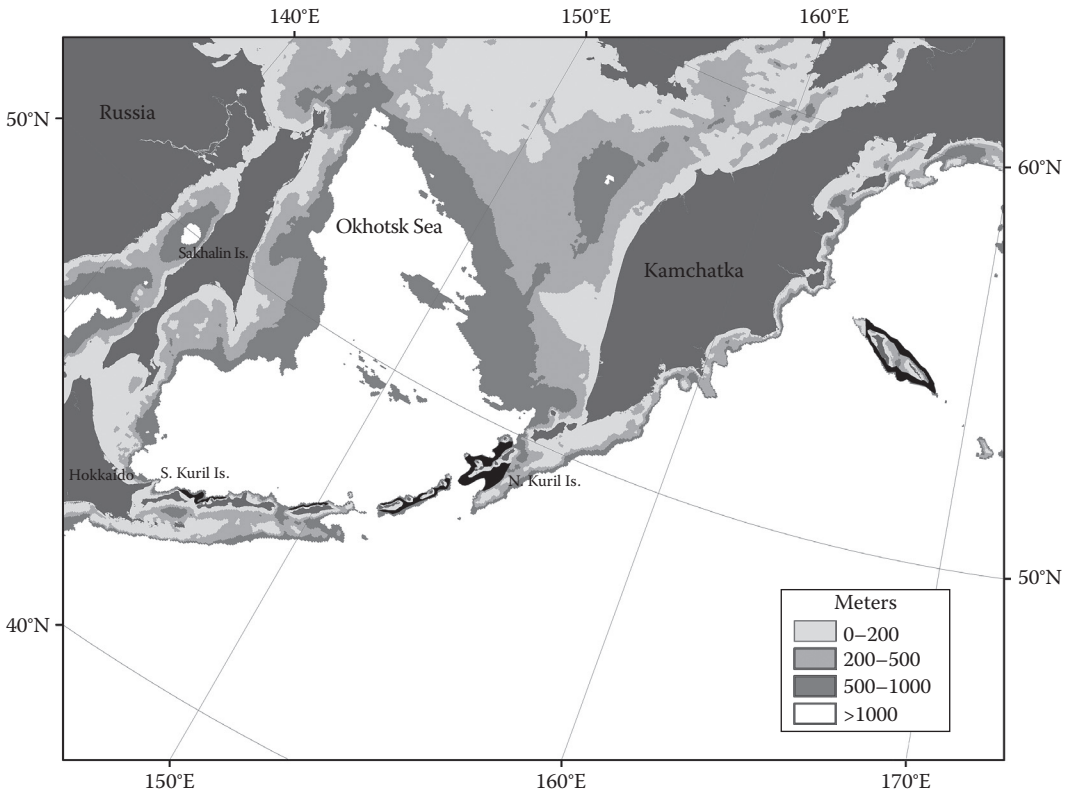 140°E
150°E
160°E
50°N
Russia
60°N
Okhotsk Sea
Sakhalin Is.
Kamchatka
Hokkaido
S. Kuril Is.
N. Kuril Is.
50°N
40°N
Meters
0–200
200–500
500–1000
>1000
150°E
160°E
170°E